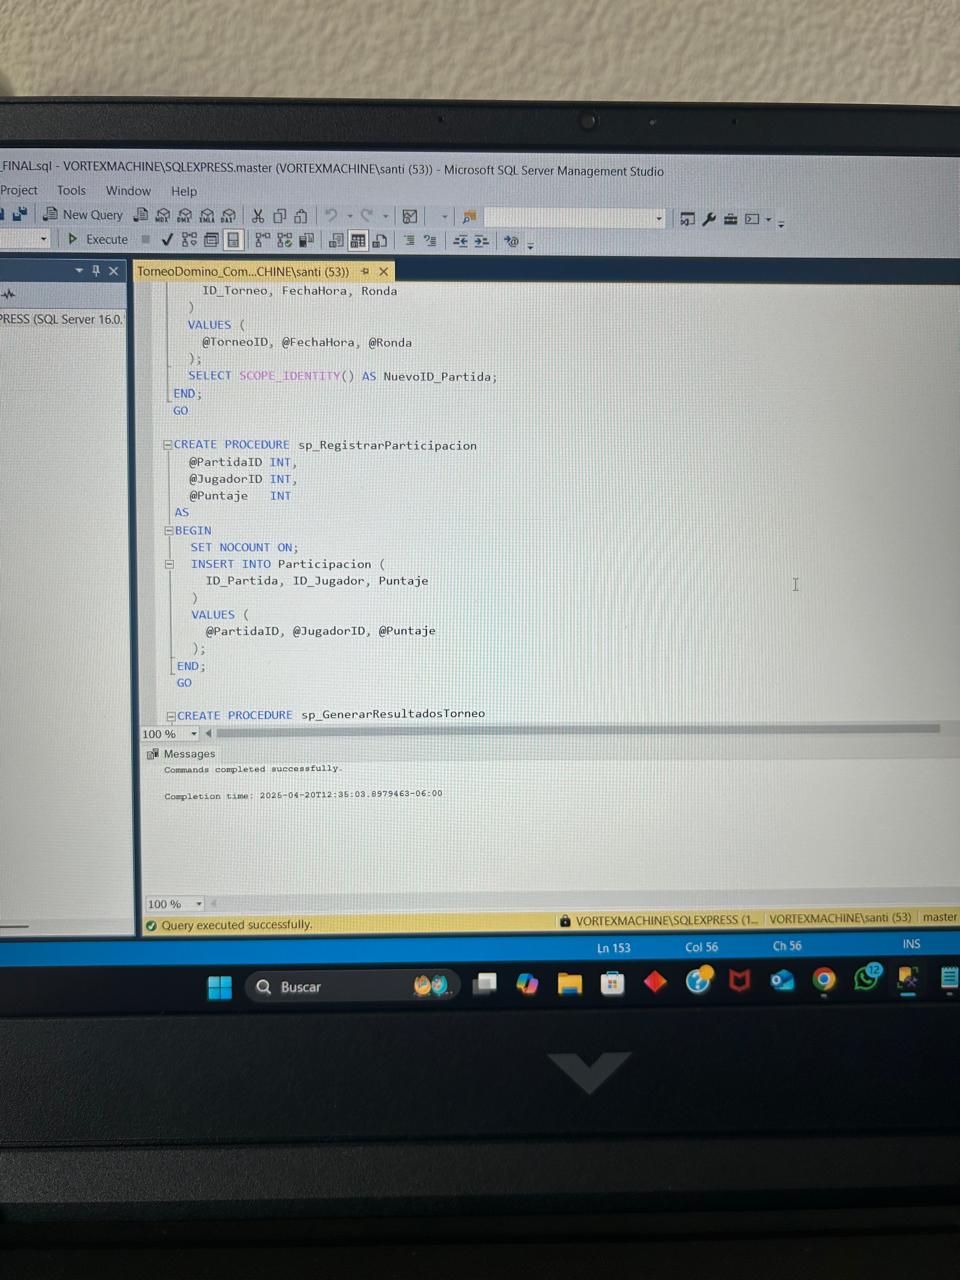 _FINAL.sql - VORTEXMACHINE\SQLEXPRESS.master (VORTEXMACHINE\santi (53)) - Microsoft SQL Server Management Studio
Project Tools Window Help
New Query
Execute
TorneoDomino_Com...CHINE\santi (53))
PRESS (SQL Server 16.0.
ID_Torneo, FechaHora, Ronda
)
VALUES (
@TorneoID, @FechaHora, @Ronda
);
SELECT SCOPE_IDENTITY() AS NuevoID_Partida;
END;
GO
CREATE PROCEDURE sp_RegistrarParticipacion
@PartidaID INT,
@JugadorID INT,
@Puntaje INT
AS
BEGIN
SET NOCOUNT ON;
INSERT INTO Participacion (
ID_Partida, ID_Jugador, Puntaje
)
VALUES (
@PartidaID, @JugadorID, @Puntaje
);
END;
GO
CREATE PROCEDURE sp_GenerarResultadosTorneo
100 %
Messages
Commands completed successfully.
Completion time: 2025-04-20T12:35:03.8979463-06:00
100 %
Query executed successfully.
VORTEXMACHINE\SQLEXPRESS (1... VORTEXMACHINE\santi (53) master
Ln 153 Col 56 Ch 56 INS
Buscar
12